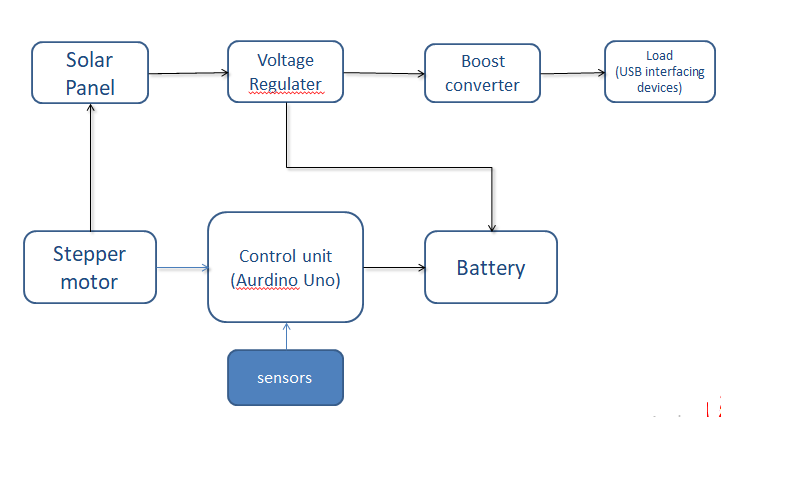 Solar
Panel
Voltage
Regulater
Boost
converter
Load
(USB interfacing
devices)
Stepper
motor
Control unit
(Aurdino Uno)
Battery
sensors